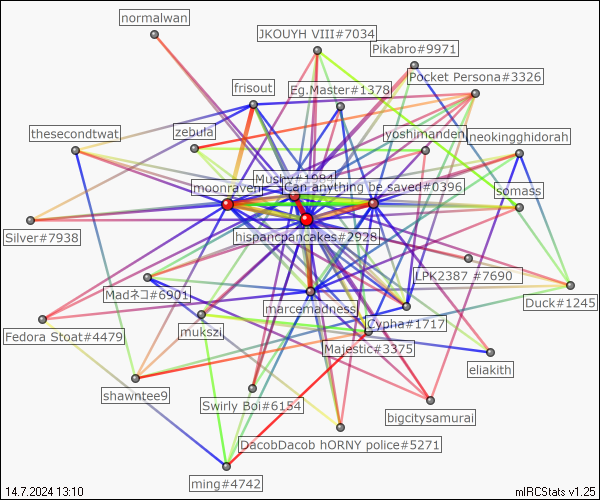 normalwan
JKOUYH VIII#7034
Pikabro#9971
Pocket Persona#3326
frisout
Eg.Master#1378
thesecondtwat
zebula
yoshimanden
neokingghidorah
Mushy#1984
moonraven
Can anything be saved#0396
somass
Silver#7938
hispancpancakes#2928
LPK2387 #7690
Madネコ#6901
Duck#1245
marcemadness
Cypha#1717
Fedora Stoat#4479
mukszi
Majestic#3375
eliakith
shawntee9
Swirly Boi#6154
bigcitysamurai
DacobDacob hORNY police#5271
ming#4742
14.7.2024 13:10
mIRCStats v1.25